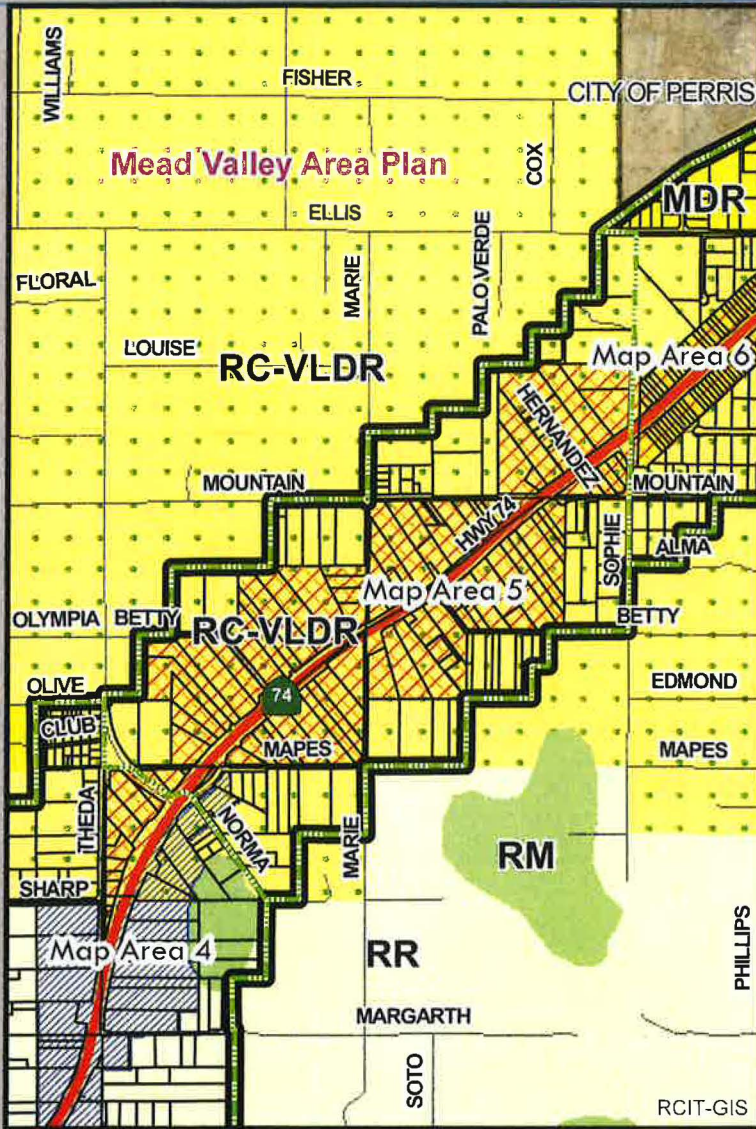 WILLIAMS
FISHER
CITY OF PERRIS
Mead Valley Area Plan
COX
MDR
ELLIS
FLORAL
MARIE
PALO VERDE
LOUISE
RC-VLDR
Map Area 6
HERNANDEZ
MOUNTAIN
MOUNTAIN
HWY 74
SOPHIE
ALMA
Map Area 5
OLYMPIA
BETTY
RC-VLDR
BETTY
OLIVE
74
EDMOND
CLUB
MAPES
MAPES
THEDA
NORMA
MARIE
RM
SHARP
Map Area 4
RR
PHILLIPS
MARGARTH
SOTO
RCIT-GIS